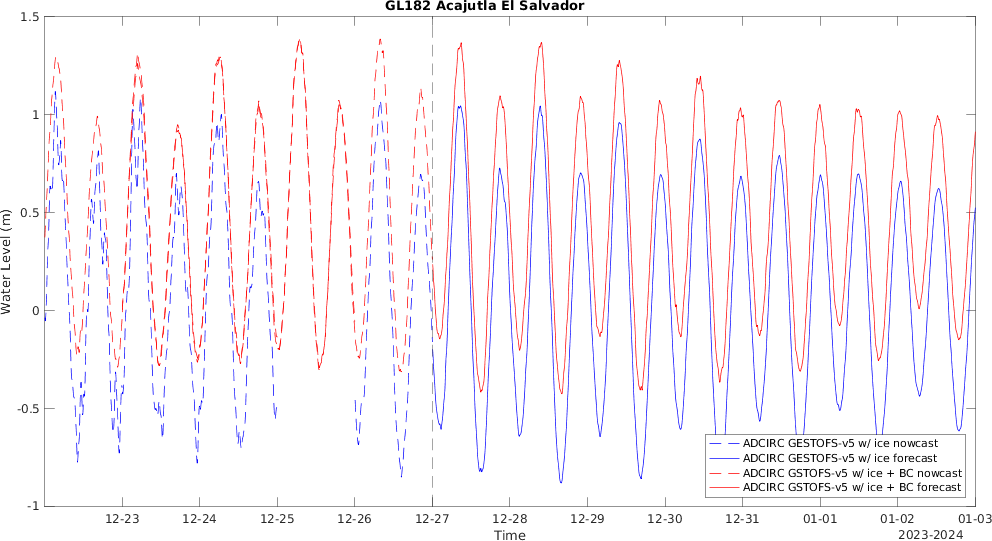 GL182 Acajutla El Salvador
1.5
1
0.5
0
-0.5
-1
Water Level (m)
12-23
12-24
12-25
12-26
12-27
12-28
12-29
12-30
12-31
01-01
01-02
01-03
Time
2023-2024
ADCIRC GESTOFS-v5 w/ ice nowcast
ADCIRC GESTOFS-v5 w/ ice forecast
ADCIRC GSTOFS-v5 w/ ice + BC nowcast
ADCIRC GSTOFS-v5 w/ ice + BC forecast